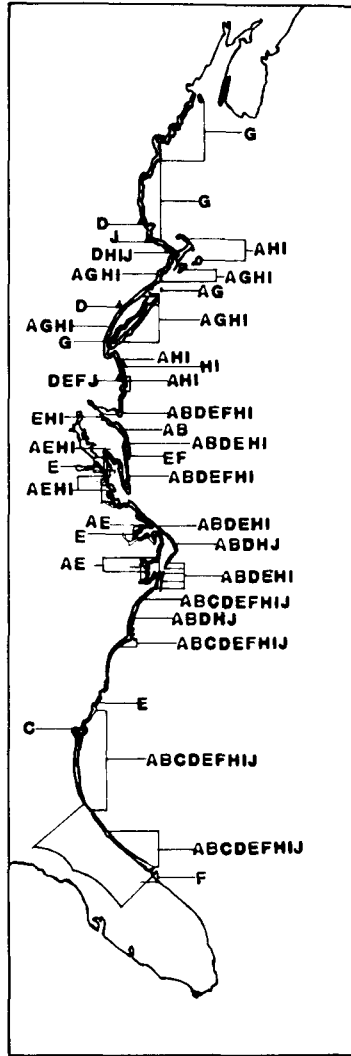 G
G
D
J
DHIJ
AHI
AGHI
AGHI
AG
D
AGHI
AGHI
G
AHI
HI
DEFJ
AHI
ABDEFHI
EHI
AB
ABDEHI
AEHI
EF
E
ABDEFHI
AEHI
AE
ABDEHI
E
ABDHJ
AE
ABDEHI
ABCDEFHIJ
ABDHJ
ABCDEFHIJ
E
C
ABCDEFHIJ
ABCDEFHIJ
F